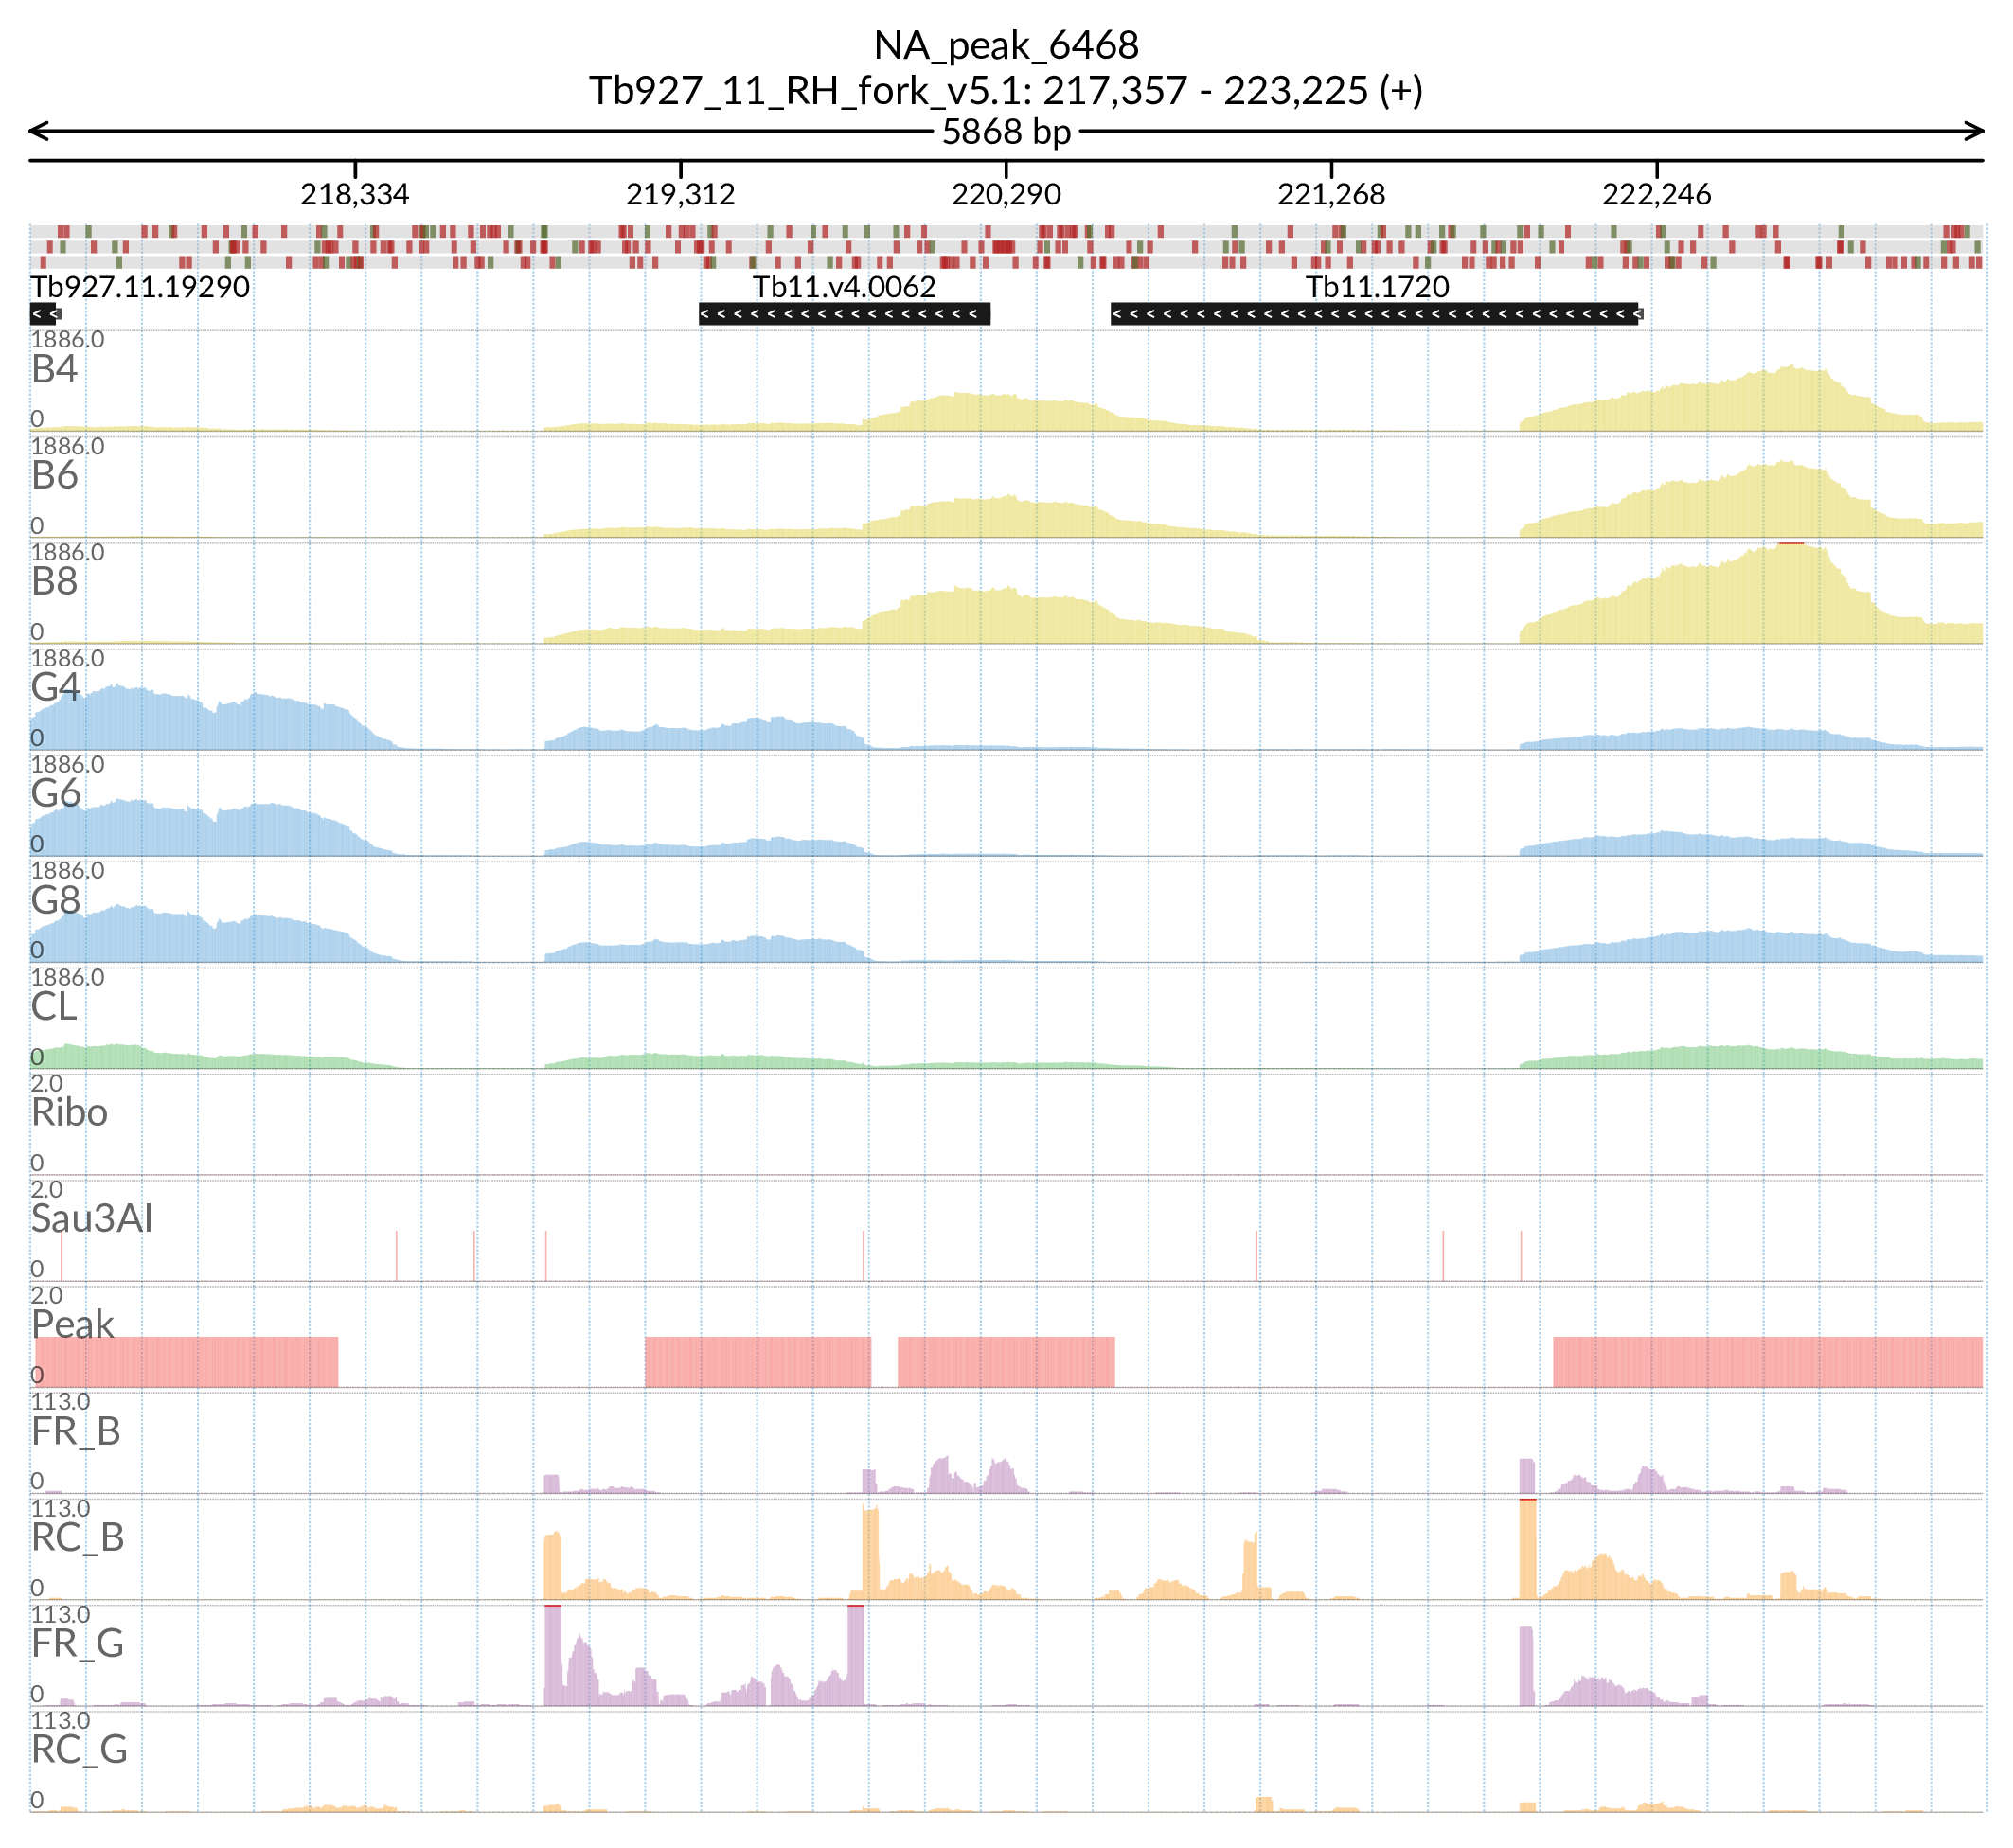 NA_peak_6468
Tb927_11_RH_fork_v5.1: 217,357 - 223,225 (+)
5868 bp
218,334 219,312 220,290 221,268 222,246
Tb927.11.19290 Tb11.v4.0062 Tb11.1720
1886.0
B4
0
1886.0
B6
0
1886.0
B8
0
1886.0
G4
0
1886.0
G6
0
1886.0
G8
0
1886.0
CL
0
2.0
Ribo
0
2.0
Sau3AI
0
2.0
Peak
0
113.0
FR_B
0
113.0
RC_B
0
113.0
FR_G
0
113.0
RC_G
0